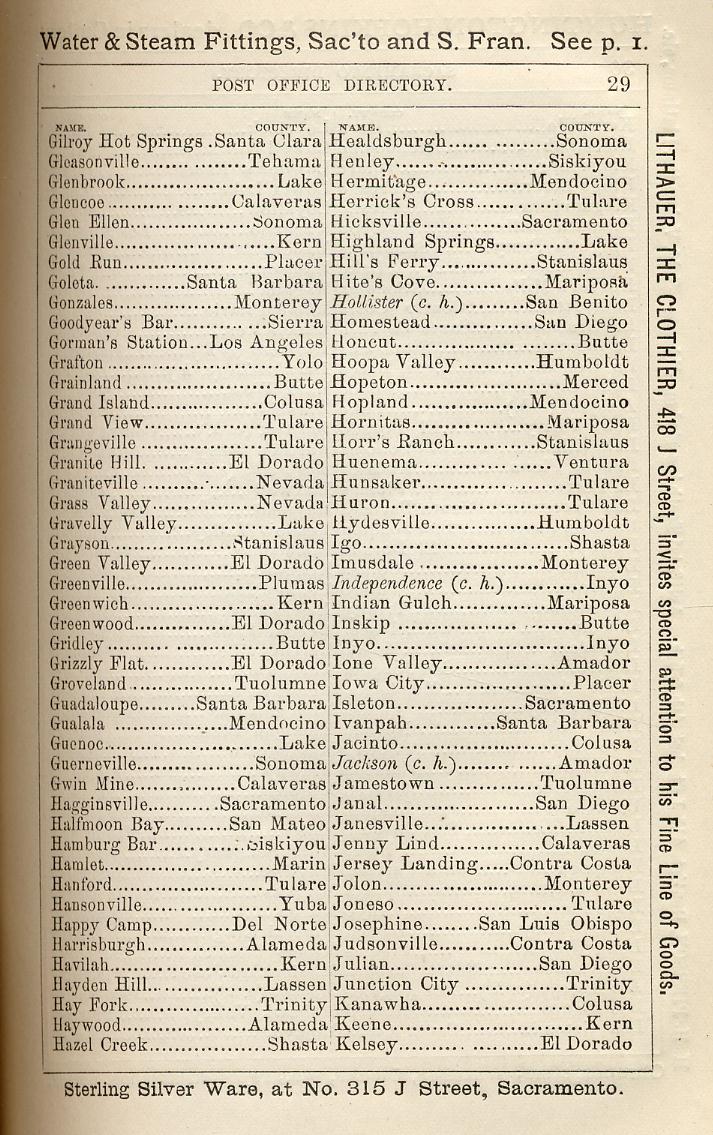 Water & Steam Fittings, Sac'to and S. Fran. See p. 1.
POST OFFICE DIRECTORY. 29
NAME. COUNTY.
Gilroy Hot Springs .Santa Clara
Gleasonville.......... .........Tehama
Glenbrook........................Lake
Glencoe ........... .........Calaveras
Glen Ellen....................Sonoma
Glenville..........................Kern
Gold Run.......................Placer
Goleta. ............Santa Barbara
Gonzales...................Monterey
Goodyear's Bar........... ....Sierra
Gorman's Station...Los Angeles
Grafton ...........................Yolo
Grainland .......................Butte
Grand Island..................Colusa
Grand View...................Tulare
Grangeville ...................Tulare
Granite Hill. ............El Dorado
Graniteville ..................Nevada
Grass Valley.................Nevada
Gravelly Valley................Lake
Grayson...................Stanislaus
Green Valley............El Dorado
Greenville......................Plumas
Greenwich .......................Kern
Greenwood..............El Dorado
Gridley .......... ................Butte
Grizzly Flat.............El Dorado
Groveland ................Tuolumne
Guadaloupe.........Santa Barbara
Gualala ..................Mendocino
Guenoc...........................Lake
Guerneville...................Sonoma
Gwin Mine...............Calaveras
Hagginsville..........Sacramento
Halfmoon Bay..........San Mateo
Hamburg Bar............Siskiyou
Hamlet..........................Marin
Hanford.........................Tulare
Hansonville.....................Yuba
Happy Camp............Del Norte
Harrisburgh................Alameda
Havilah...........................Kern
Hayden Hill..................Lassen
Hay Fork.....................Trinity
Haywood....................Alameda
Hazel Creek..................Shasta
NAME. COUNTY.
Healdsburgh....... ..........Sonoma
Henley........................Siskiyou
Hermitage...............Mendocino
Herrick's Cross.............Tulare
Hicksville...............Sacramento
Highland Springs...........Lake
Hill's Ferry..............Stanislaus
Hite's Cove.................Mariposa
Hollister (c. h.).........San Benito
Homestead...............San Diego
Honcut.................. ........Butte
Hoopa Valley............Humboldt
Hopeton........................Merced
Hopland..................Mendocino
Hornitas.....................Mariposa
Horr's Ranch............Stanislaus
Huenema.............. ......Ventura
Hunsaker......................Tulare
Huron...........................Tulare
Hydesville.................Humboldt
Igo................................Shasta
Imusdale ...................Monterey
Independence (c. h.)............Inyo
Indian Gulch..............Mariposa
Inskip .................. ........Butte
Inyo.................................Inyo
Ione Valley.................Amador
Iowa City......................Placer
Isleton.....................Sacramento
Ivanpah..............Santa Barbara
Jacinto..........................Colusa
Jackson (c. h.)........ ......Amador
Jamestown ..............Tuolumne
Janal.........................San Diego
Janesville......................Lassen
Jenny Lind...............Calaveras
Jersey Landing.....Contra Costa
Jolon.........................Monterey
Joneso ..........................Tulare
Josephine........San Luis Obispo
Judsonville...........Contra Costa
Julian.......................San Diego
Junction City ................Trinity
Kanawha......................Colusa
Keene..............................Kern
Kelsey.......... ...........El Dorado
LITHAUER, THE CLOTHIER, 418 J Street, invites special attention to his Fine Line of Goods.
Sterling Silver Ware, at No. 315 J Street, Sacramento.